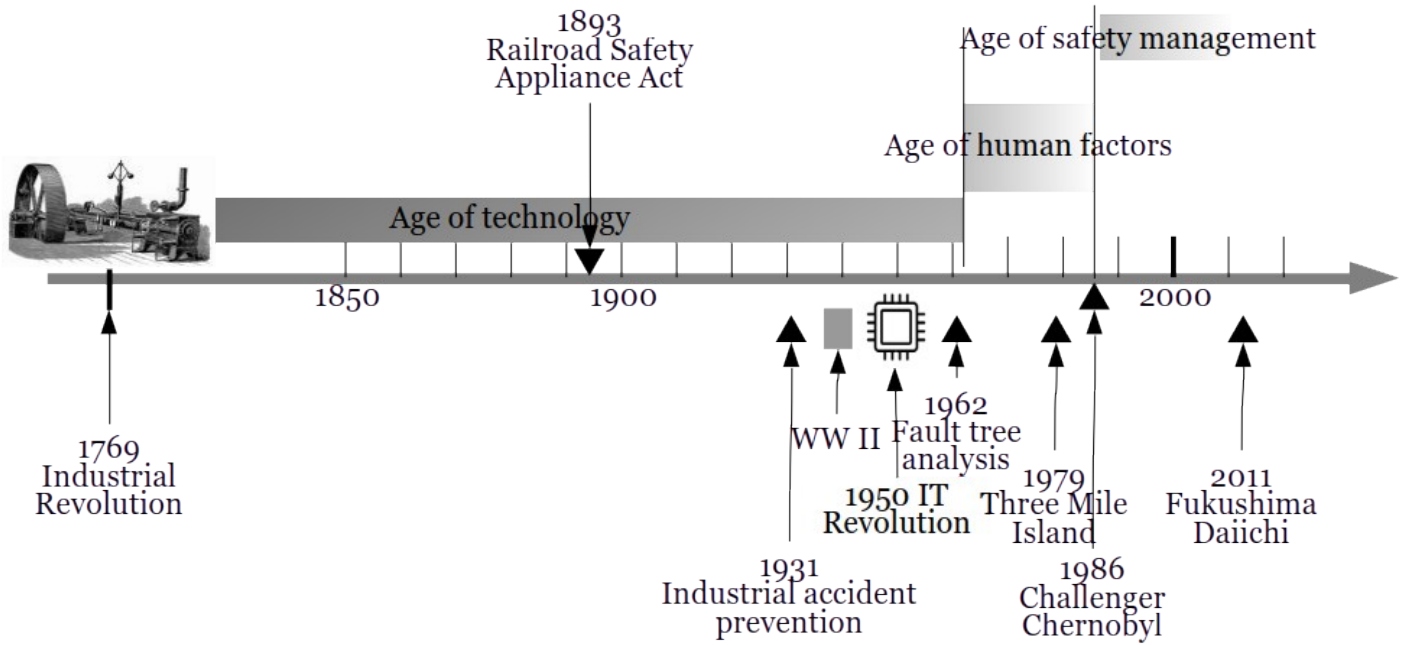 1893
Railroad Safety
Appliance Act
Age of safety management
Age of human factors
Age of technology
1850
1900
2000
1769
Industrial
Revolution
WW II
1962
Fault tree
analysis
1950 IT
Revolution
1979
Three Mile
Island
2011
Fukushima
Daiichi
1931
Industrial accident
prevention
1986
Challenger
Chernobyl